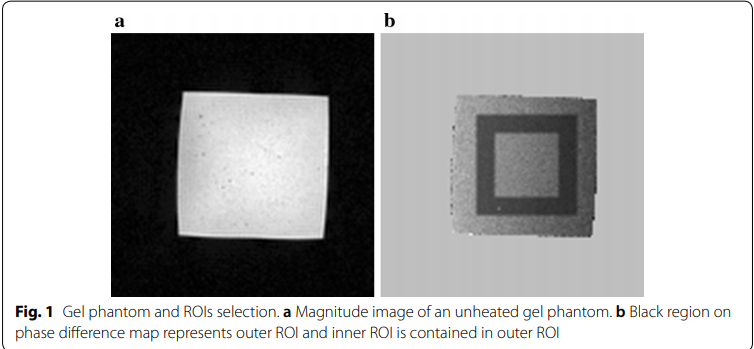 a
b
Fig. 1 Gel phantom and ROIs selection. a Magnitude image of an unheated gel phantom. b Black region on
phase difference map represents outer ROI and inner ROI is contained in outer ROI